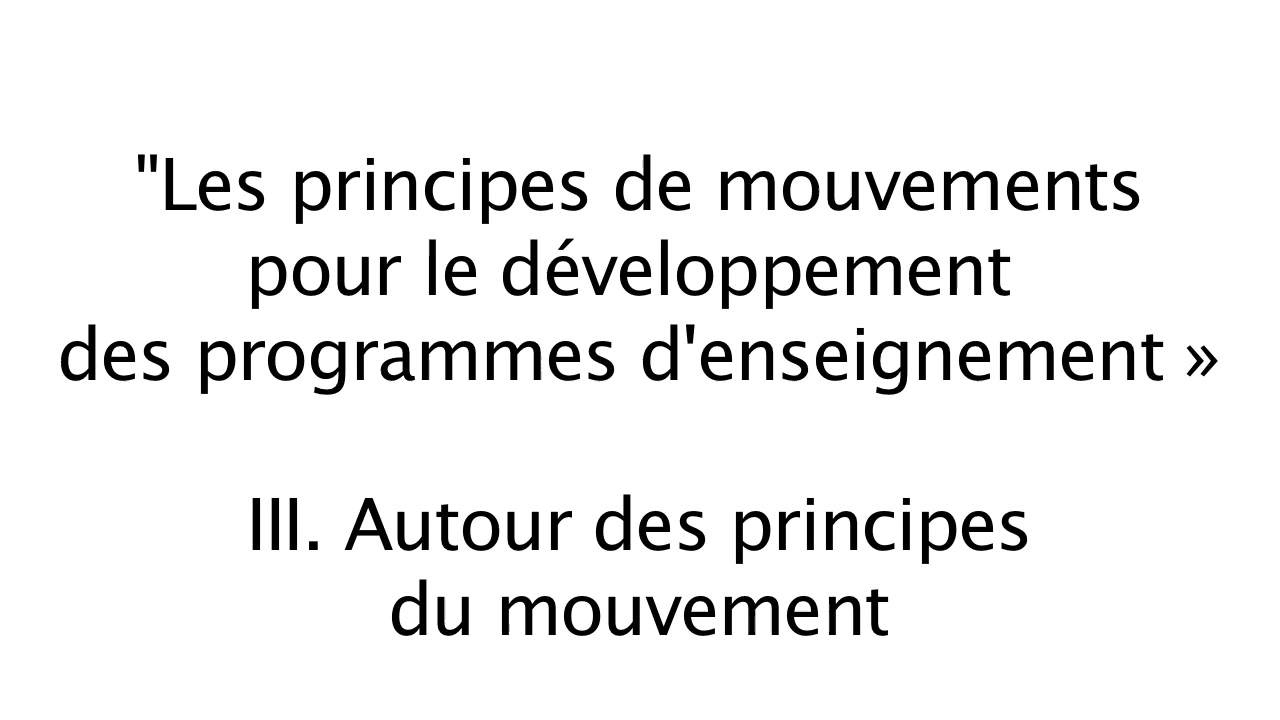 "Les principes de mouvements
pour le développement
des programmes d'enseignement »
III. Autour des principes
du mouvement